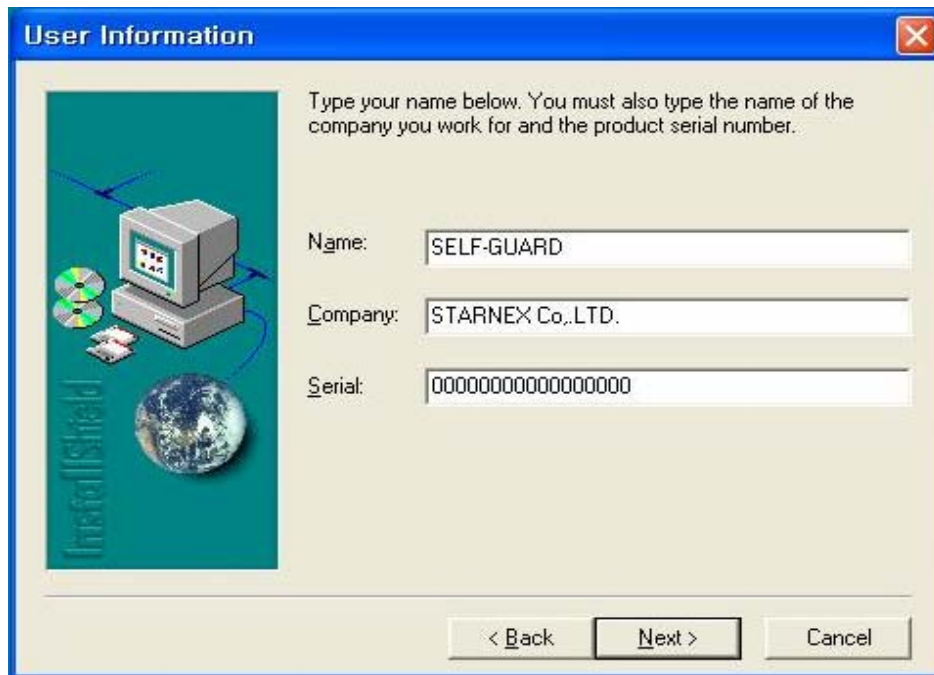 User Information
Type your name below. You must also type the name of the
company you work for and the product serial number.
Name:
SELF-GUARD
Company:
STARNEX Co,.LTD.
Serial:
00000000000000000
InstallShield
< Back
Next >
Cancel